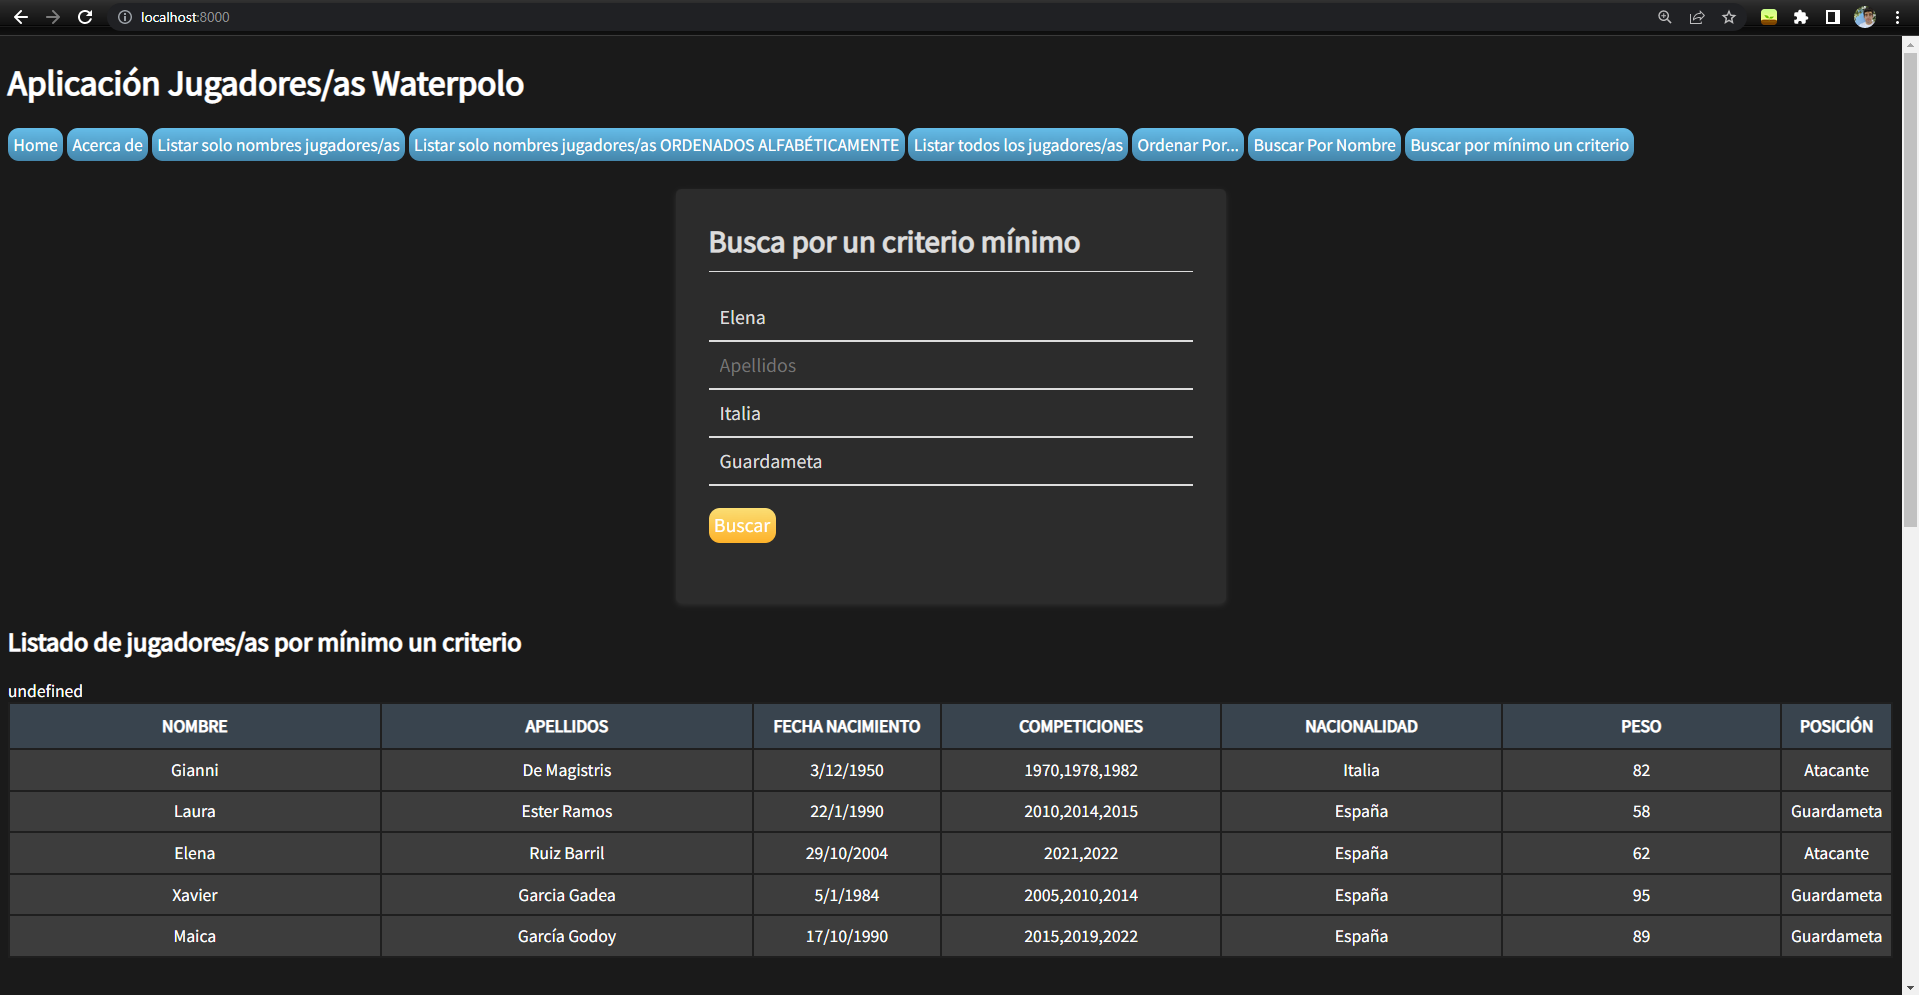 localhost:8000
Aplicación Jugadores/as Waterpolo
Home Acerca de Listar solo nombres jugadores/as Listar solo nombres jugadores/as ORDENADOS ALFABÉTICAMENTE Listar todos los jugadores/as Ordenar Por... Buscar Por Nombre Buscar por mínimo un criterio
Busca por un criterio mínimo
Elena
Apellidos
Italia
Guardameta
Buscar
Listado de jugadores/as por mínimo un criterio
undefined
NOMBRE APELLIDOS FECHA NACIMIENTO COMPETICIONES NACIONALIDAD PESO POSICIÓN
Gianni De Magistris 3/12/1950 1970,1978,1982 Italia 82 Atacante
Laura Ester Ramos 22/1/1990 2010,2014,2015 España 58 Guardameta
Elena Ruiz Barril 29/10/2004 2021,2022 España 62 Atacante
Xavier Garcia Gadea 5/1/1984 2005,2010,2014 España 95 Guardameta
Maica García Godoy 17/10/1990 2015,2019,2022 España 89 Guardameta